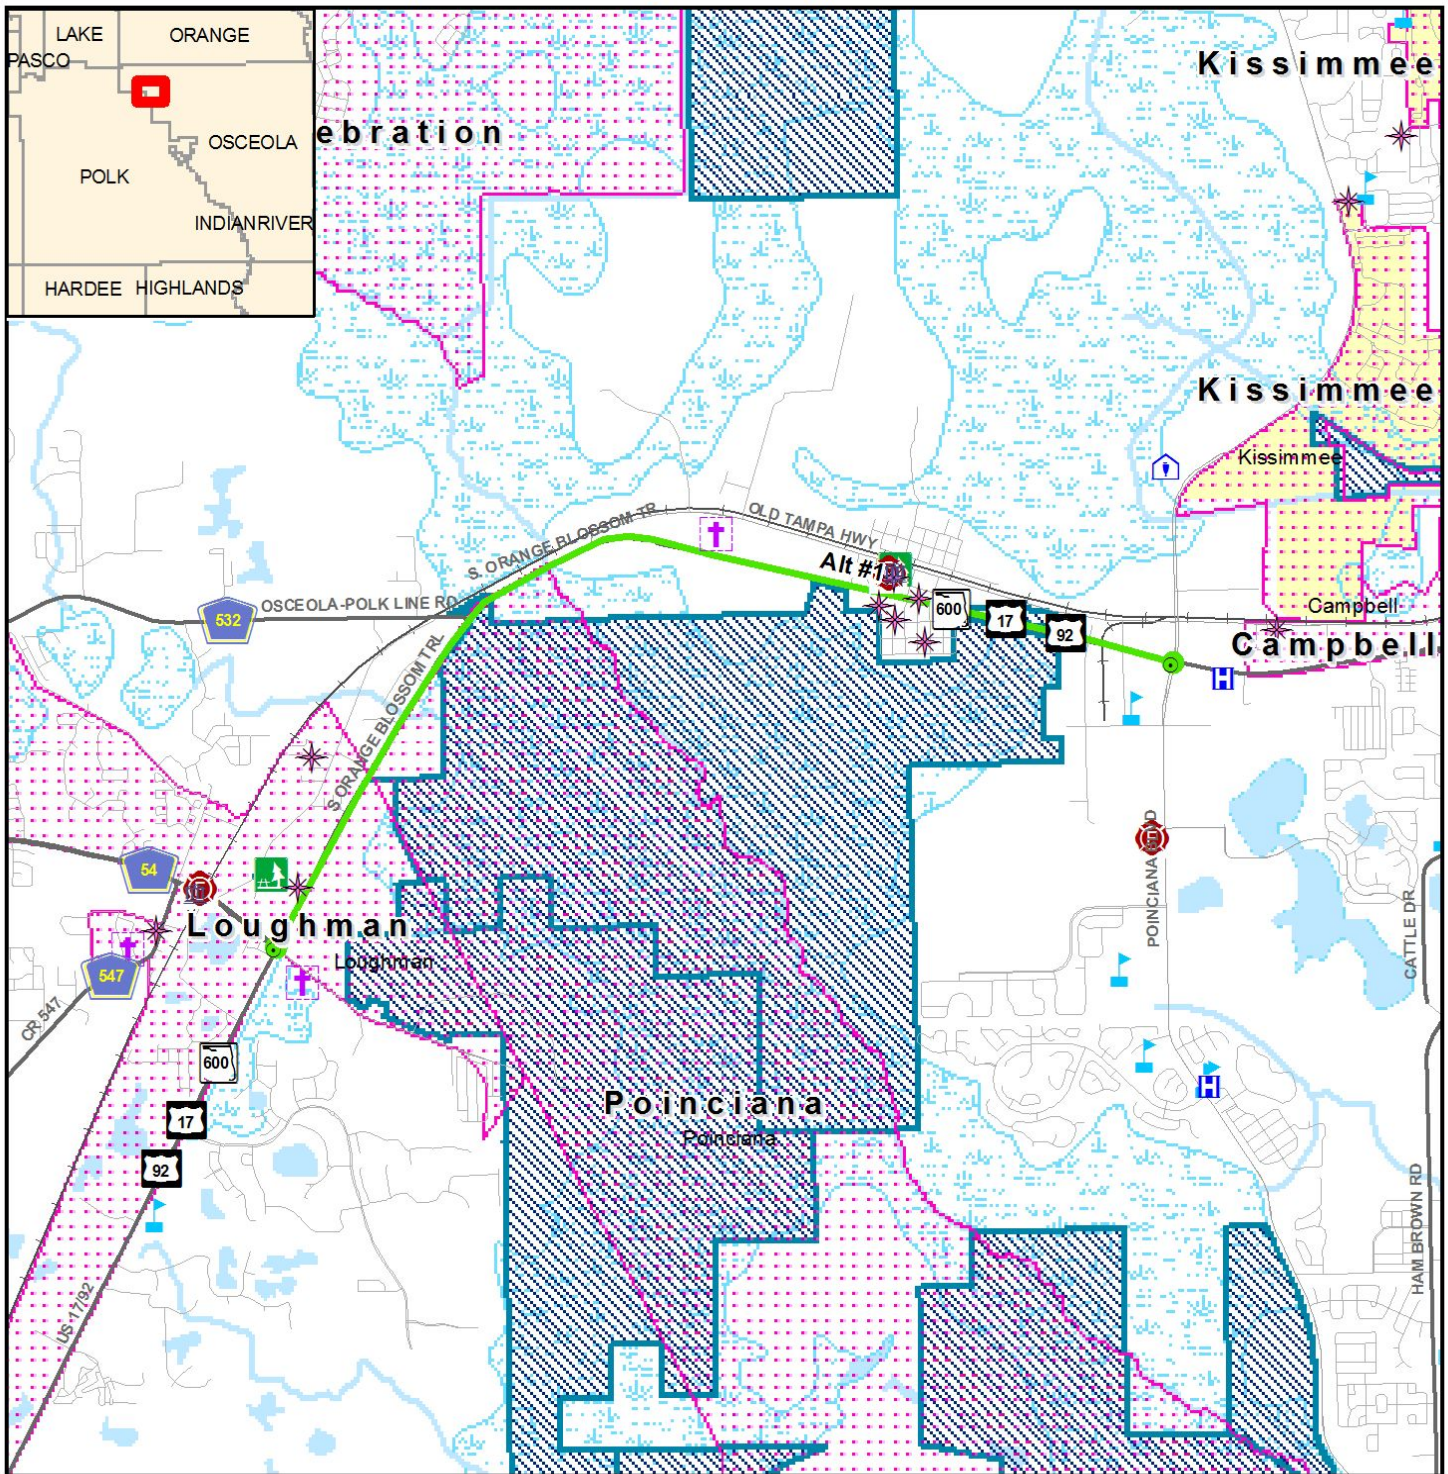 LAKE
ORANGE
PASCO
OSCEOLA
POLK
INDIANRIVER
HARDEE
HIGHLANDS
ebration
Kissimmee
Kissimmee
Kissimmee
OLD TAMPA HWY
S. ORANGE BLOSSOM TR
Alt #1
OSCEOLA-POLK LINE RD
532
600
17
92
Campbell
Campbell
S ORANGE BLOSSOM TRL
H
54
POINCIANA
CATTLE DR
Loughman
Loughman
547
CR 547
600
H
Poinciana
Poinciana
17
92
HAM BROWN RD
US 17/92